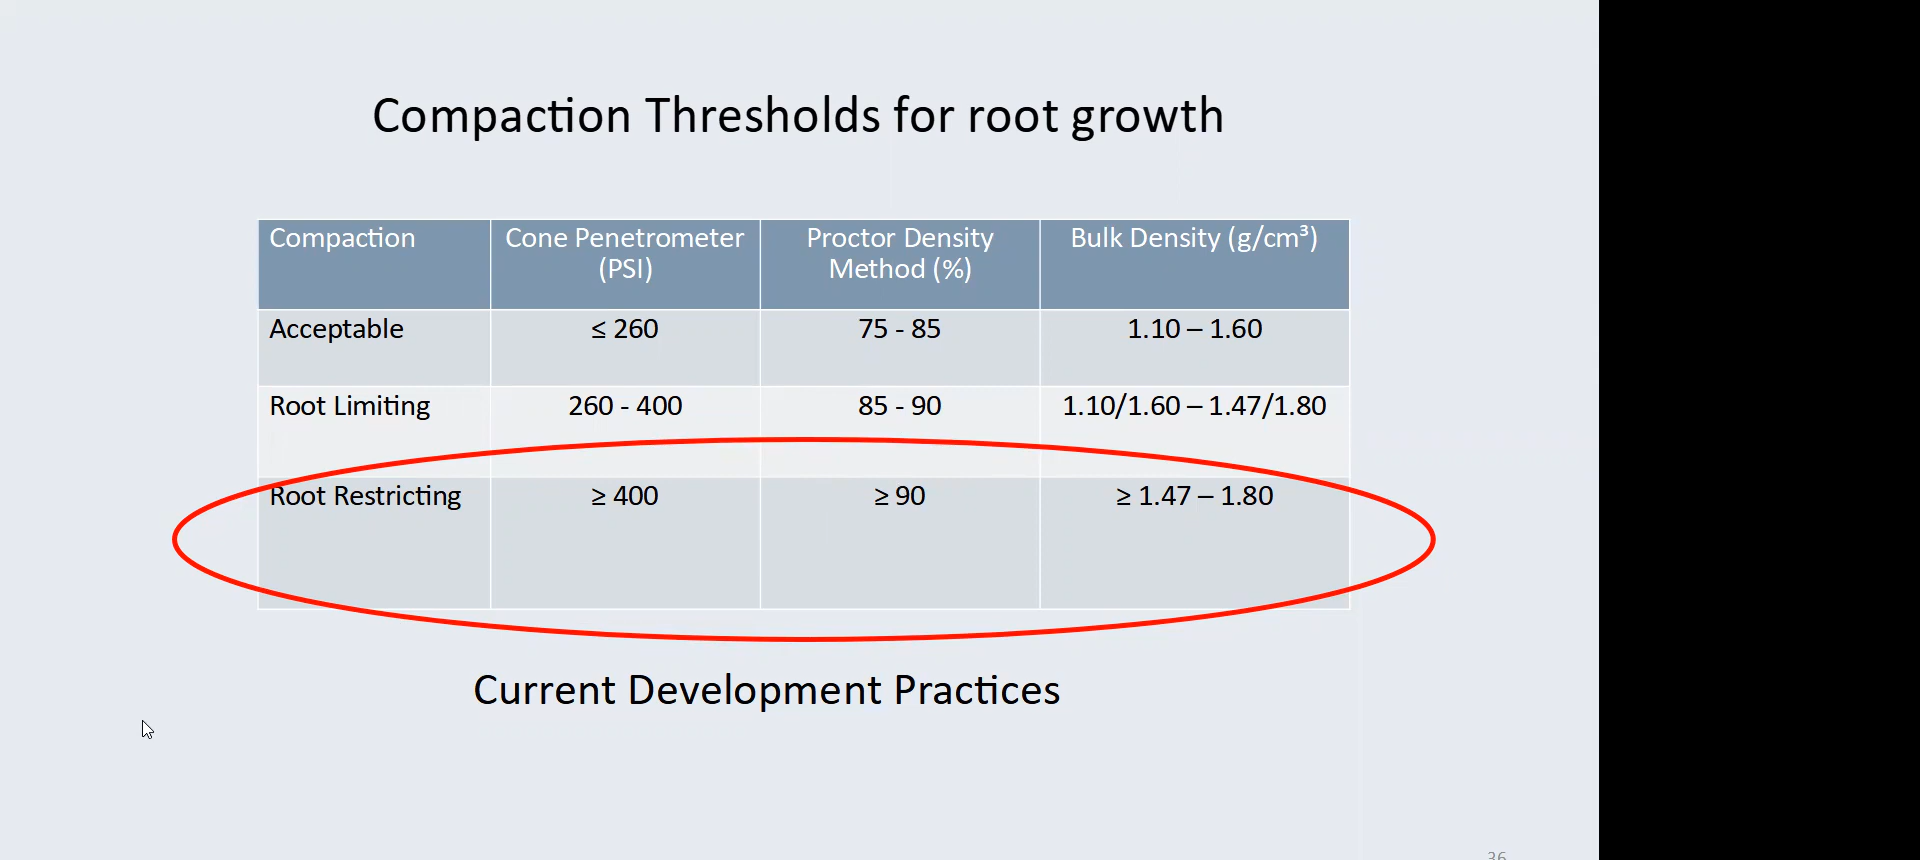 Compaction Thresholds for root growth
Compaction
Cone Penetrometer
(PSI)
Proctor Density
Method (%)
Bulk Density (g/cm³)
Acceptable
≤ 260
75 - 85
1.10 – 1.60
Root Limiting
260 - 400
85 - 90
1.10/1.60 – 1.47/1.80
Root Restricting
≥ 400
≥ 90
≥ 1.47 – 1.80
Current Development Practices
36